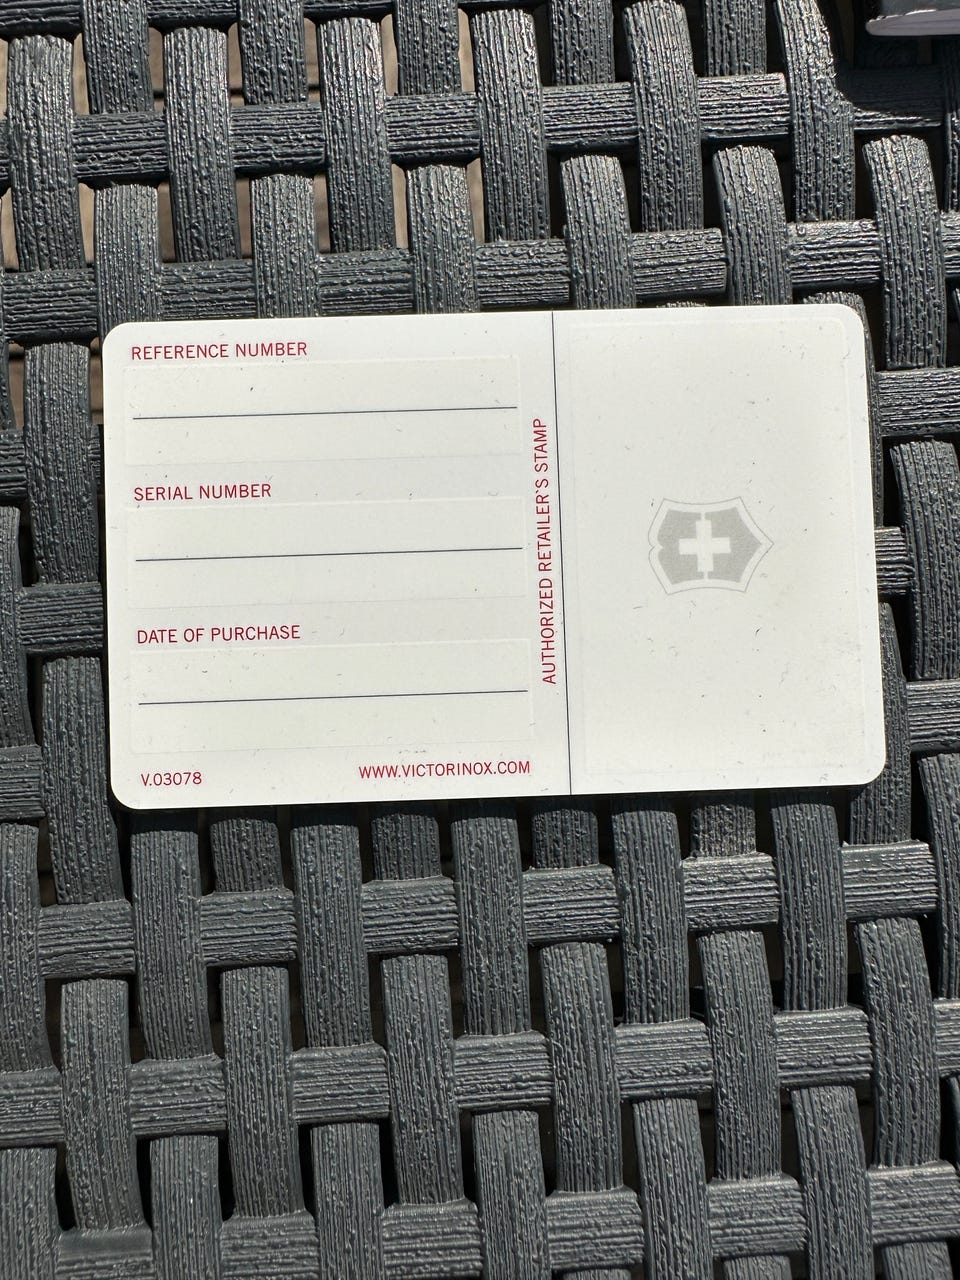 REFERENCE NUMBER
SERIAL NUMBER
DATE OF PURCHASE
V.03078
WWW.VICTORINOX.COM
AUTHORIZED RETAILER'S STAMP